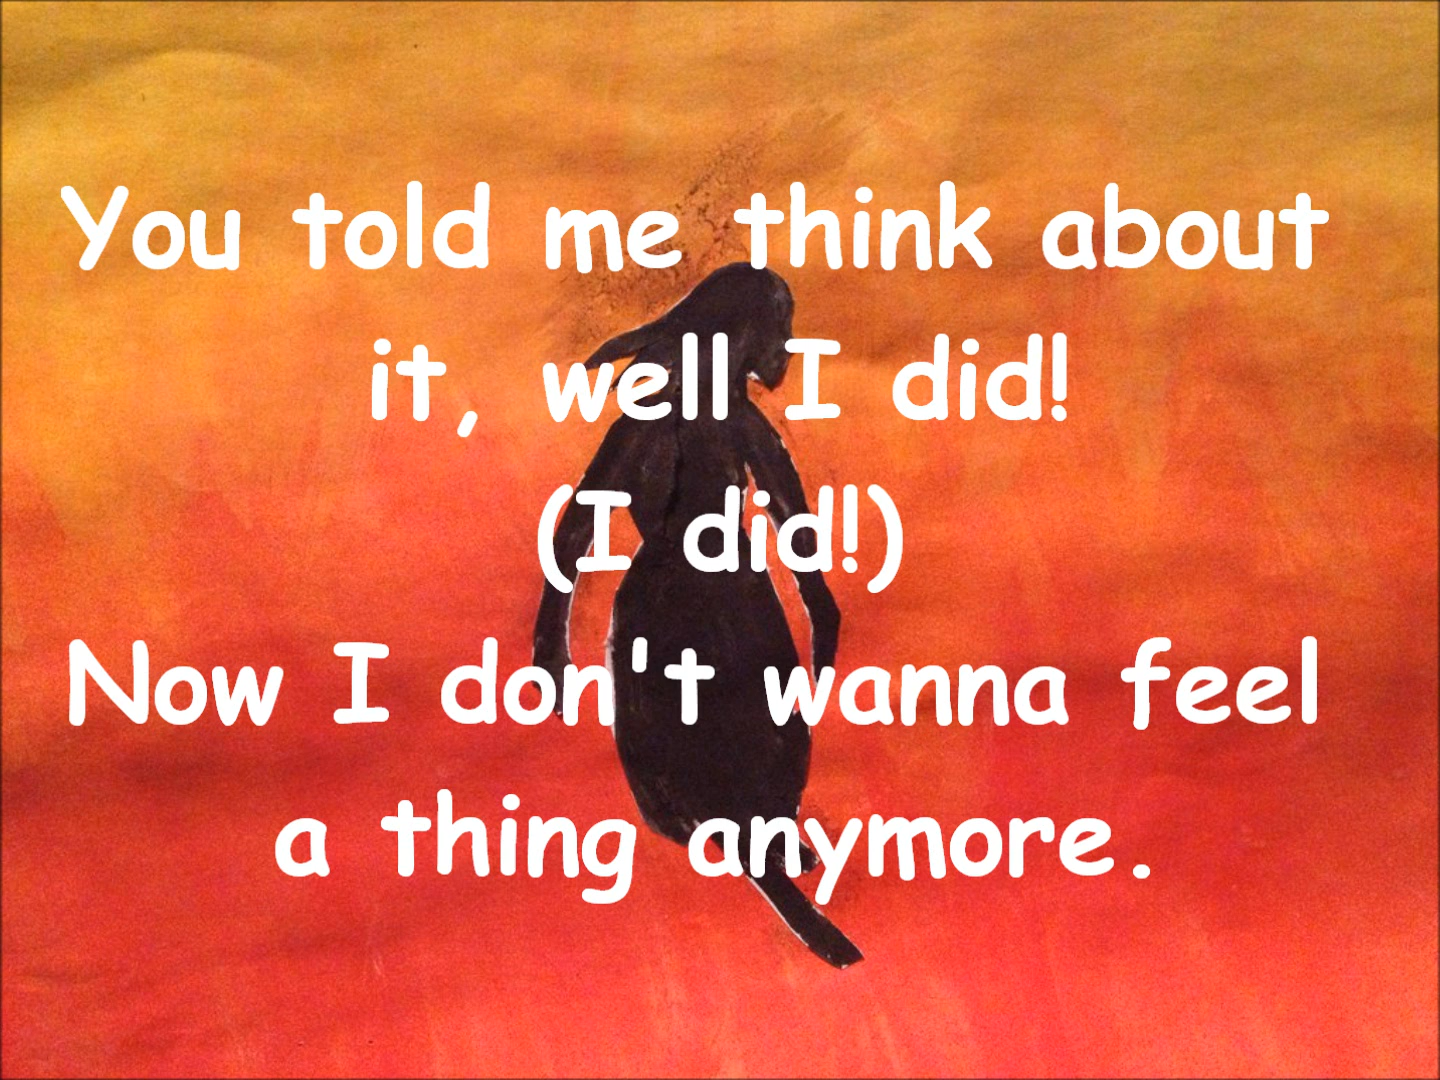 You told me think about
it, well I did!
(I did!)
Now I don't wanna feel
a thing anymore.